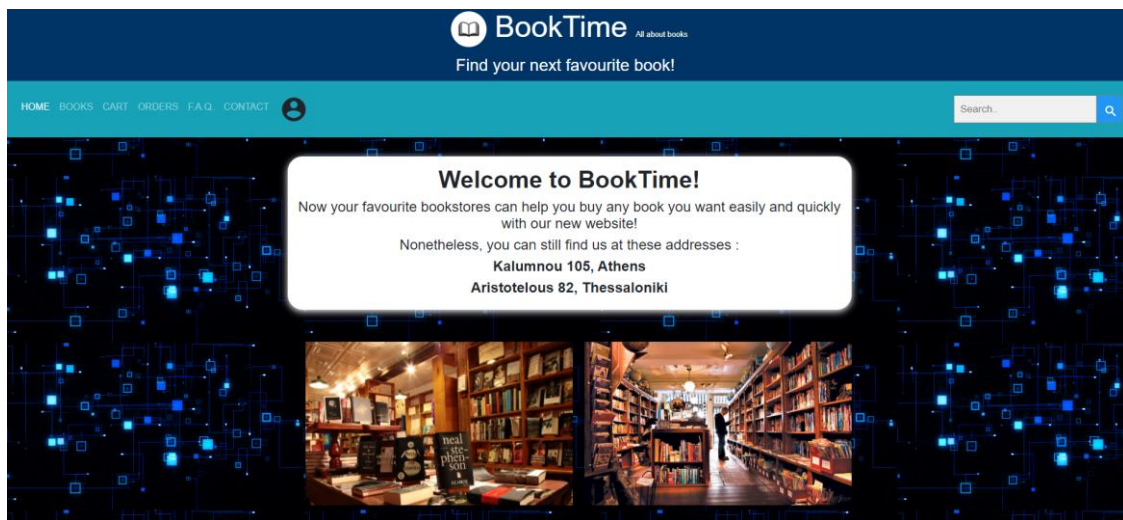 BookTime All about books
Find your next favourite book!
HOME BOOKS CART ORDERS F.A.Q. CONTACT
Search..
Welcome to BookTime!
Now your favourite bookstores can help you buy any book you want easily and quickly
with our new website!
Nonetheless, you can still find us at these addresses :
Kalumnou 105, Athens
Aristotelous 82, Thessaloniki
neal
ste-
phen-
son